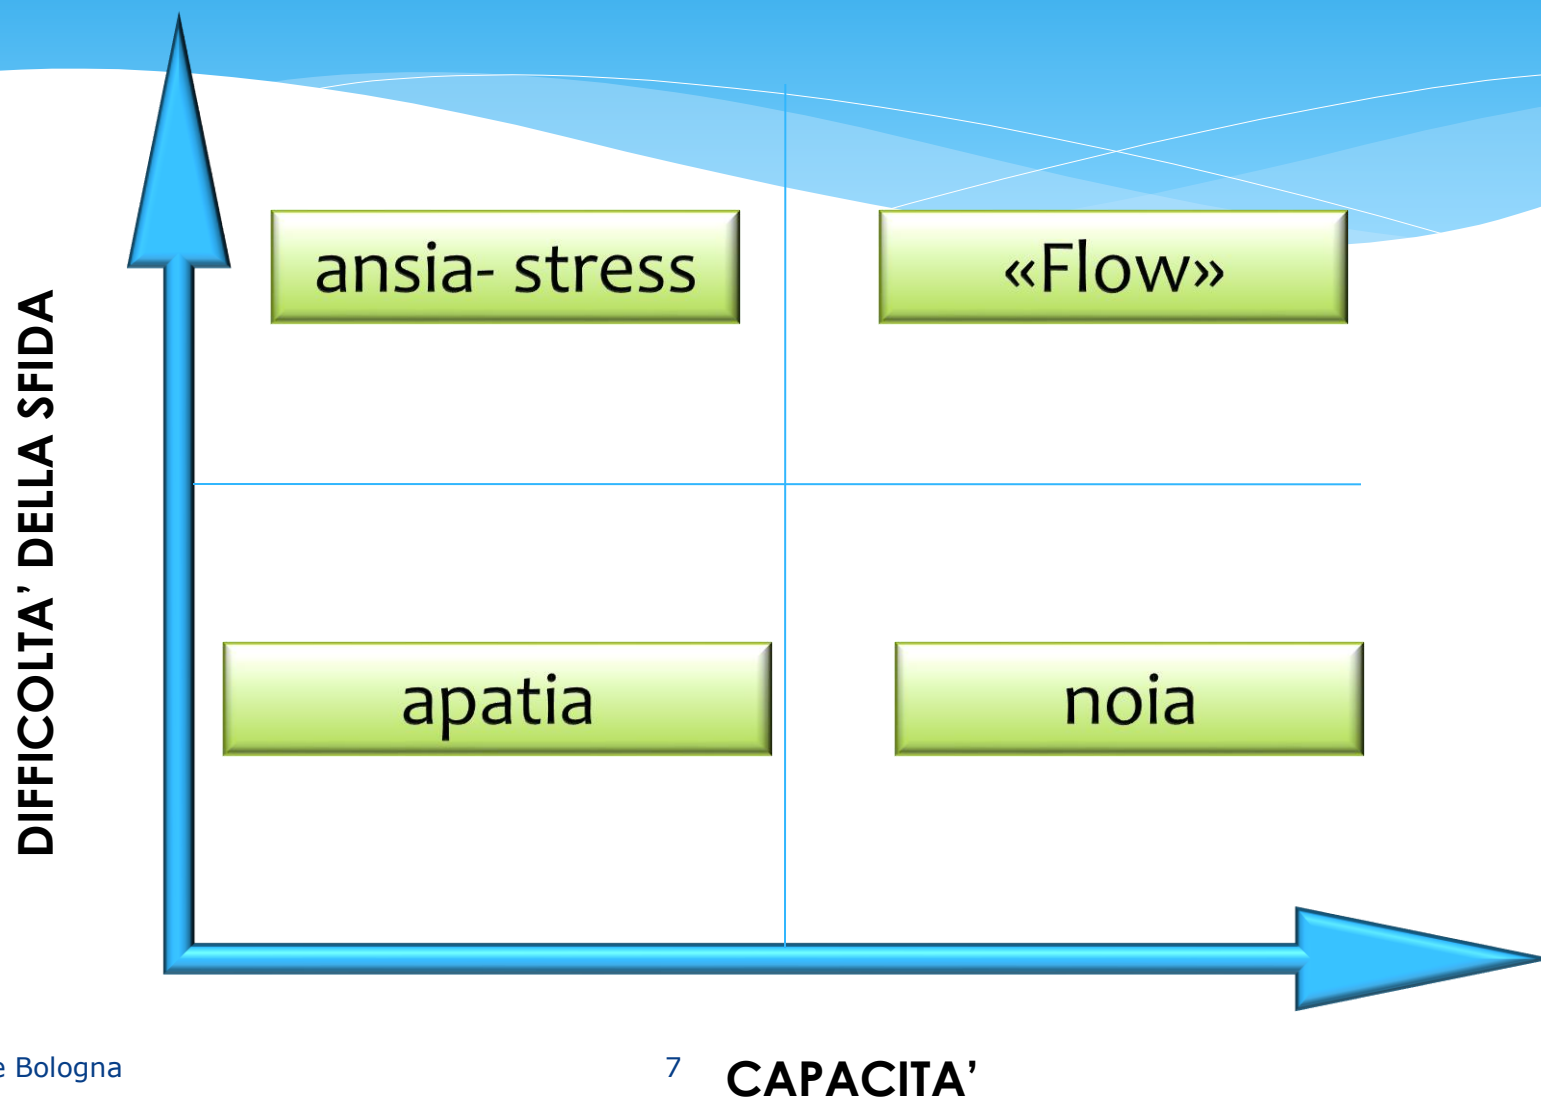 ansia- stress
«Flow»
DIFFICOLTA’ DELLA SFIDA
apatia
noia
e Bologna
7
CAPACITA’